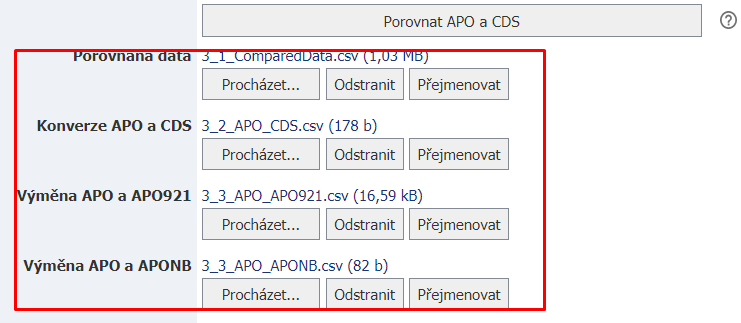 Porovnat APO a CDS
Porovnaná data 3_1_ComparedData.csv (1,03 MB)
Procházet... Odstranit Přejmenovat
Konverze APO a CDS 3_2_APO_CDS.csv (178 b)
Procházet... Odstranit Přejmenovat
Výměna APO a APO921 3_3_APO_APO921.csv (16,59 kB)
Procházet... Odstranit Přejmenovat
Výměna APO a APONB 3_3_APO_APONB.csv (82 b)
Procházet... Odstranit Přejmenovat